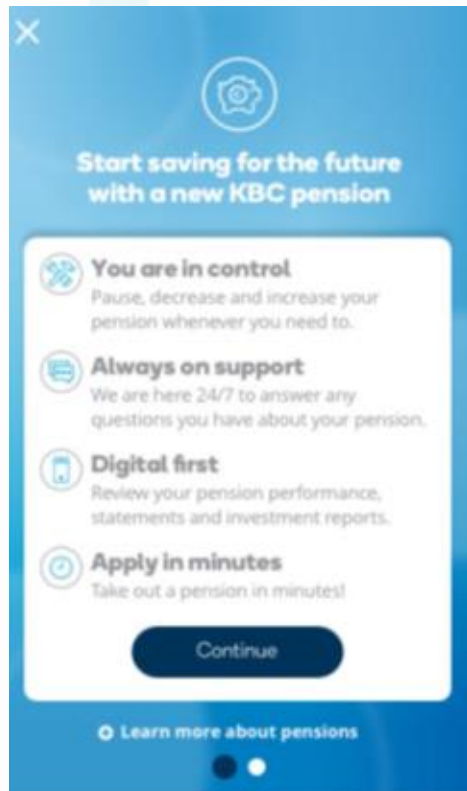 Start saving for the future
with a new KBC pension
You are in control
Pause, decrease and increase your
pension whenever you need to.
Always on support
We are here 24/7 to answer any
questions you have about your pension.
Digital first
Review your pension performance,
statements and investment reports.
Apply in minutes
Take out a pension in minutes!
Continue
Learn more about pensions